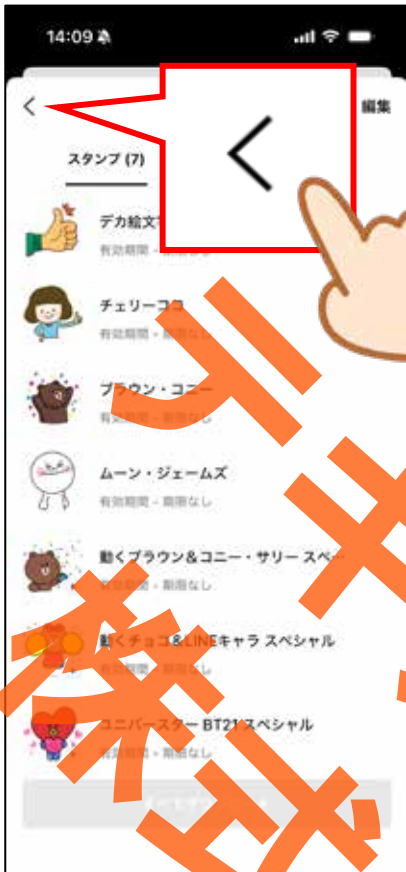 14:09
編集
スタンプ (7)
デカ絵文
有効期間 - 期限なし
チェリーココ
有効期間 - 期限なし
ブラウン・コニー
有効期間 - 期限なし
ムーン・ジェームズ
有効期間 - 期限なし
動くブラウン&コニー・サリー スペ…
有効期間 - 期限なし
動くチョコ&LINEキャラ スペシャル
有効期間 - 期限なし
ユニバースター BT21 スペシャル
有効期間 - 期限なし
テキ
株式